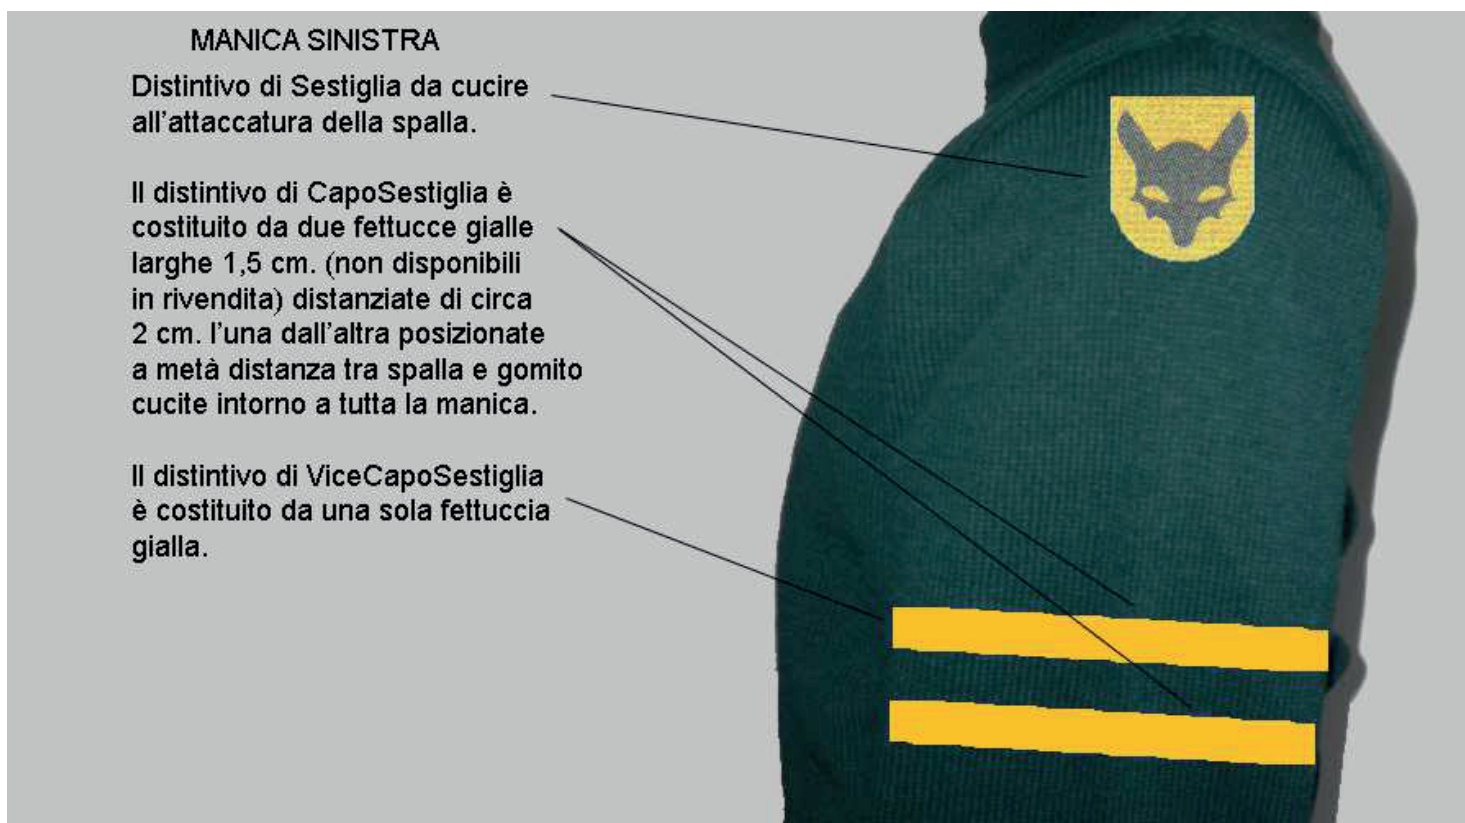 MANICA SINISTRA
Distintivo di Sestiglia da cucire
all'attaccatura della spalla.
Il distintivo di CapoSestiglia è
costituito da due fettucce gialle
larghe 1,5 cm. (non disponibili
in rivendita) distanziate di circa
2 cm. l'una dall'altra posizionate
a metà distanza tra spalla e gomito
cucite intorno a tutta la manica.
Il distintivo di ViceCapoSestiglia
è costituito da una sola fettuccia
gialla.